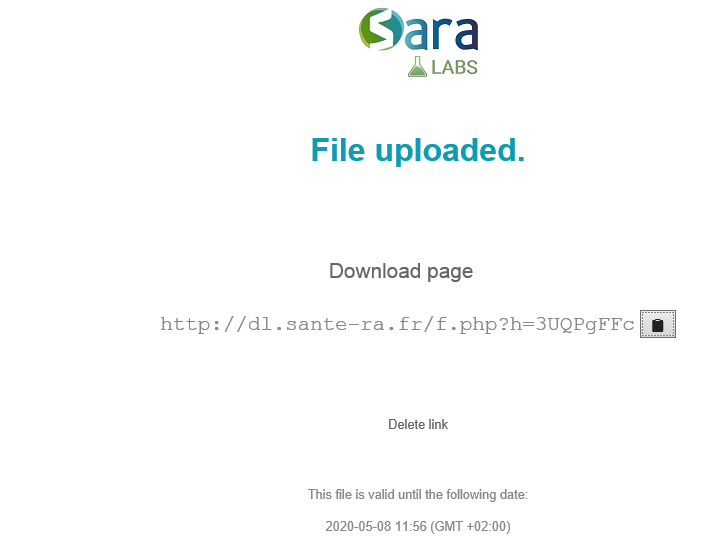 Sara
LABS
File uploaded.
Download page
http://dl.sante-ra.fr/f.php?h=3UQPgFFc
Delete link
This file is valid until the following date:
2020-05-08 11:56 (GMT +02:00)